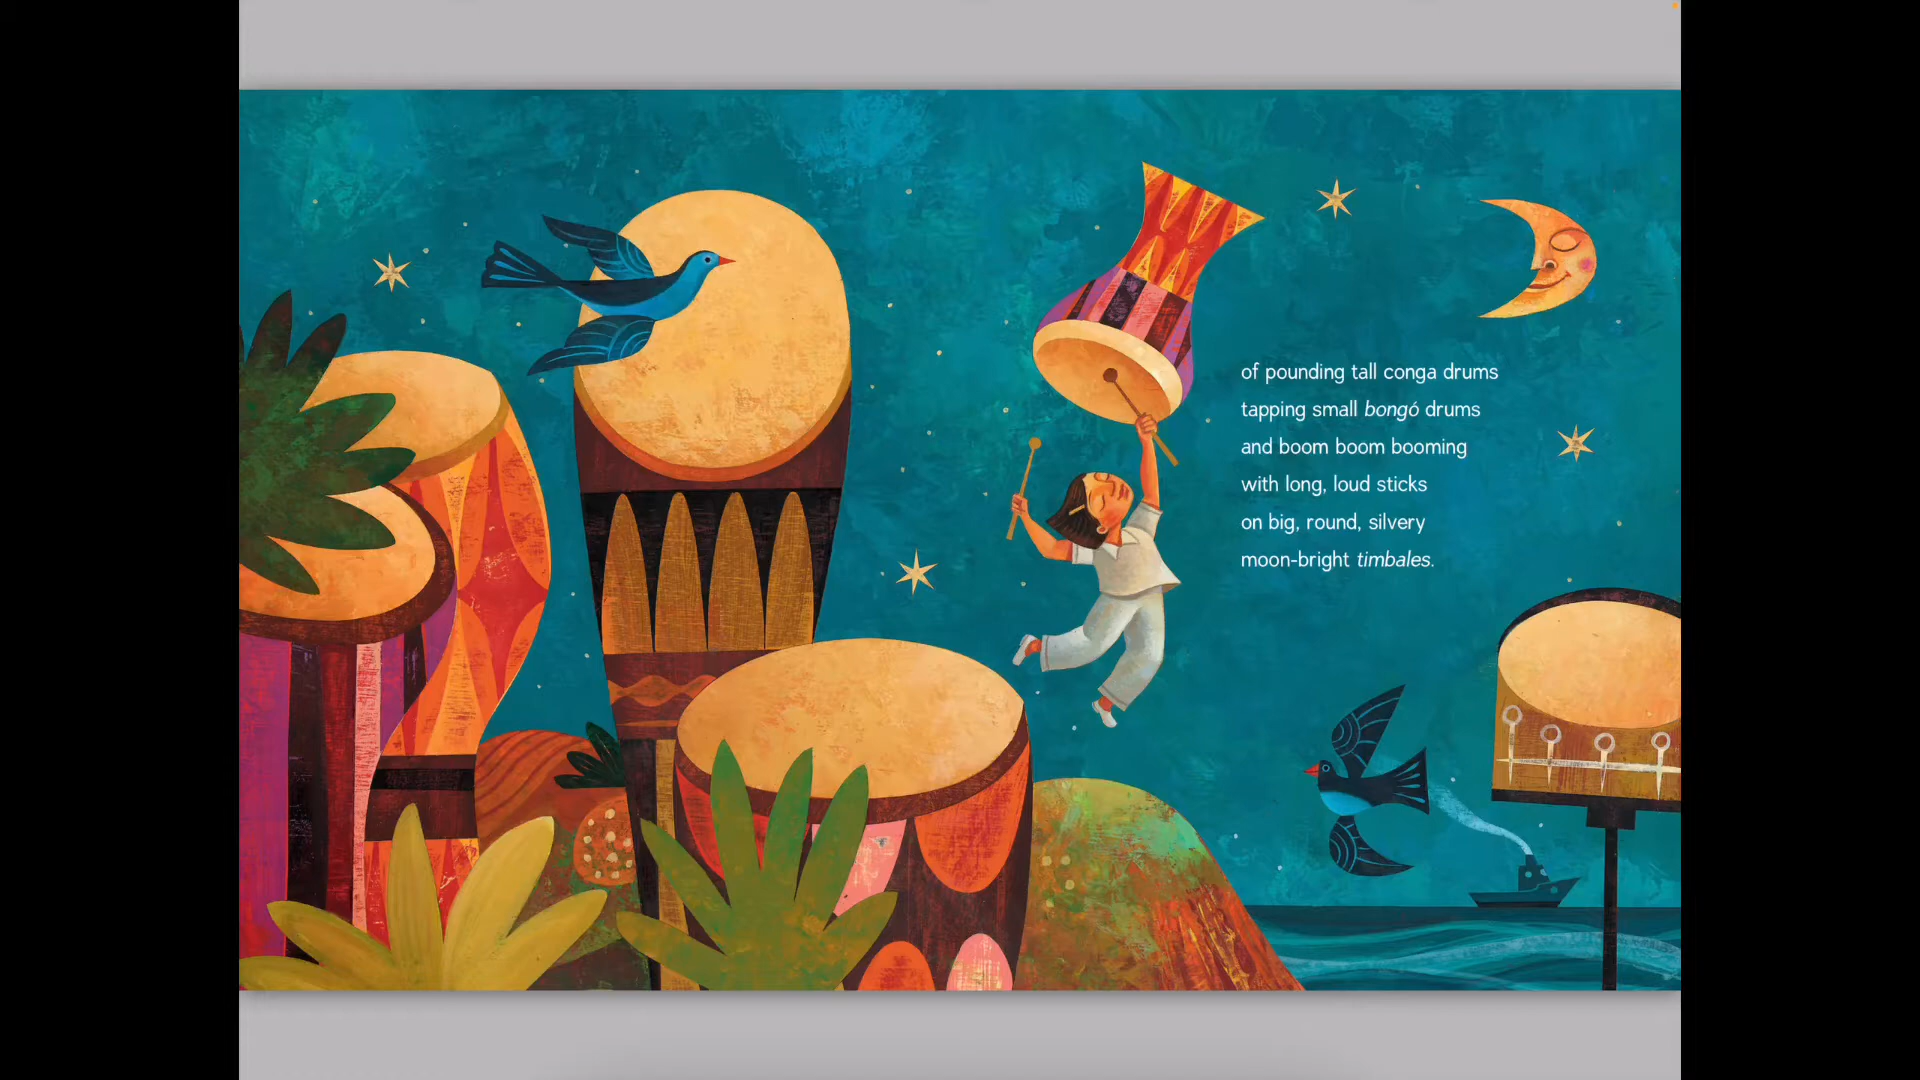 of pounding tall conga drums
tapping small bongó drums
and boom boom booming
with long, loud sticks
on big, round, silvery
moon-bright timbales.